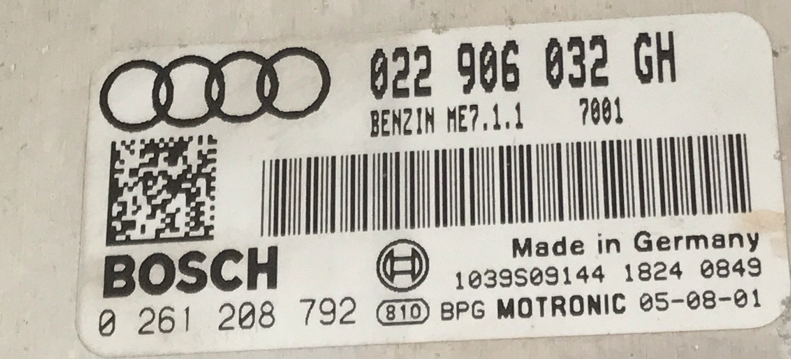 022 906 032 GH
BENZIN ME7.1.1 7001
BOSCH
Made in Germany
1039S09144 1824 0849
0 261 208 792 810 BPG MOTRONIC 05-08-01